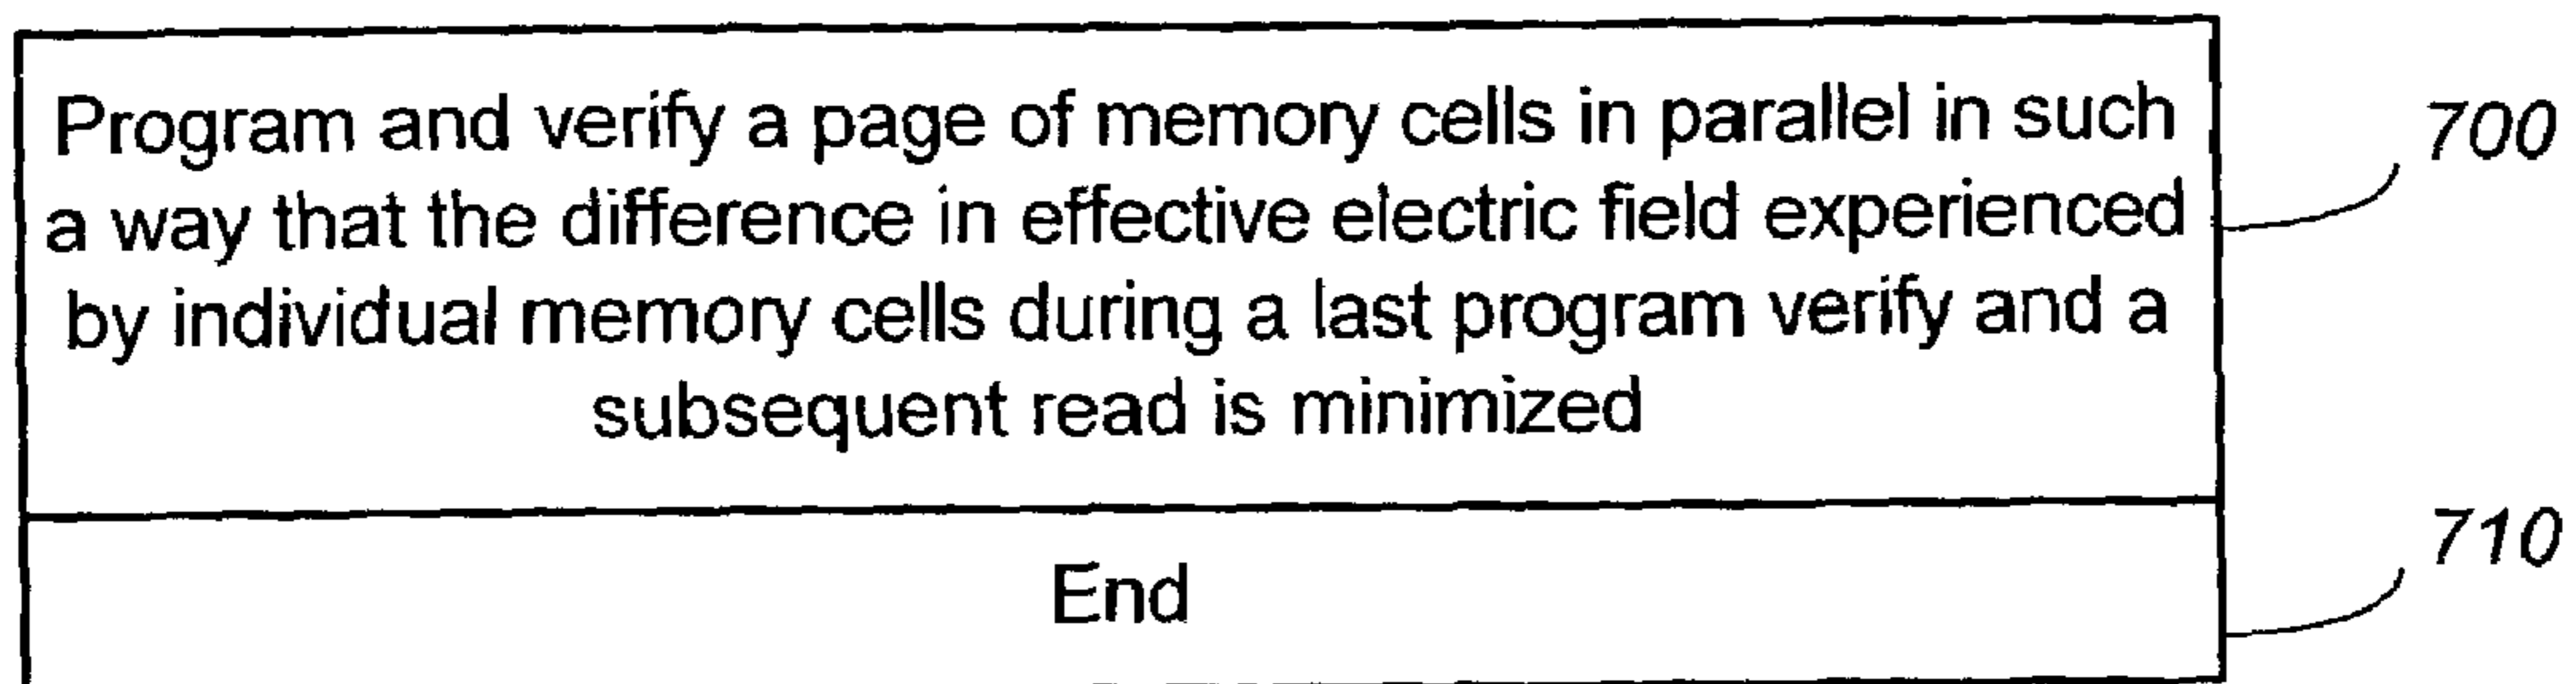 Program and verify a page of memory cells in parallel in such
a way that the difference in effective electric field experienced
by individual memory cells during a last program verify and a
subsequent read is minimized
700
End
710